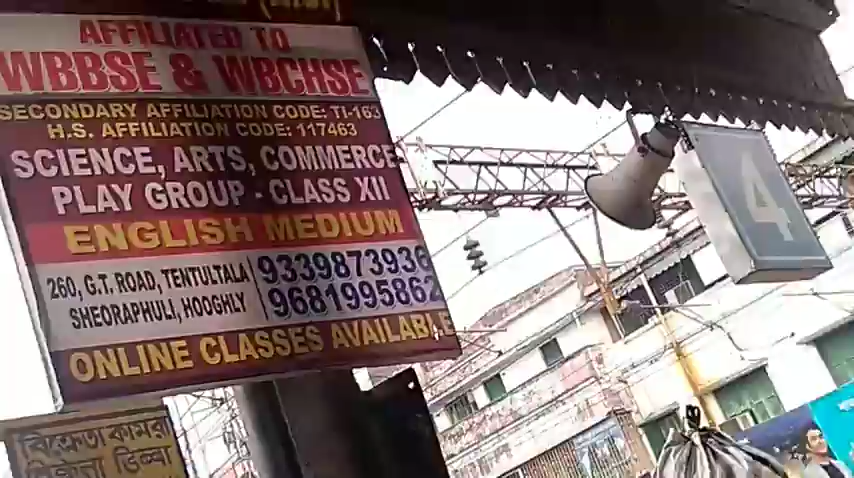 AFFILIATED TO
WBBSE & WBCHSE
SECONDARY AFFILIATION CODE: TI-163
H.S. AFFILIATION CODE: 117463
SCIENCE, ARTS, COMMERCE
PLAY GROUP - CLASS XII
ENGLISH MEDIUM
260, G.T. ROAD, TENTULTALA
SHEORAPHULI, HOOGHLY
9339873936
9681995862
ONLINE CLASSES AVAILABLE
4
বিক্রেতা কামরা